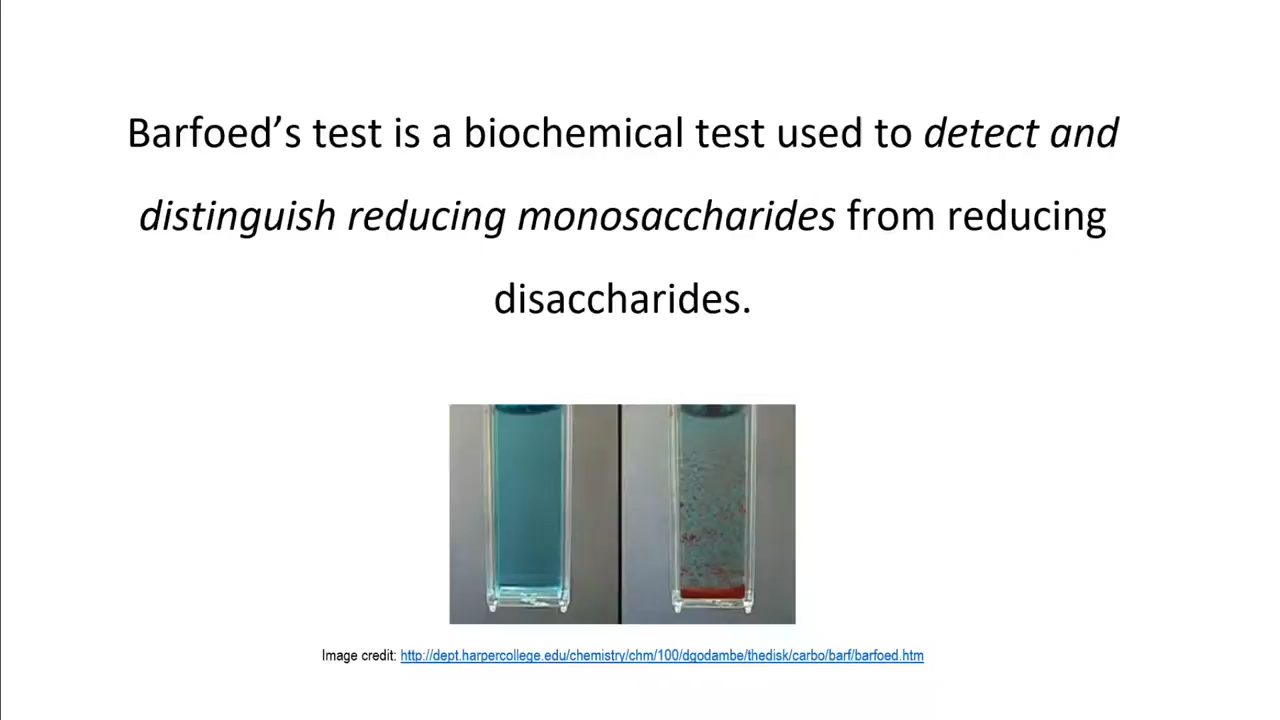 Barfoed’s test is a biochemical test used to detect and
distinguish reducing monosaccharides from reducing
disaccharides.
Image credit: http://dept.harpercollege.edu/chemistry/chm/100/dgodambe/thedisk/carbo/barf/barfoed.htm